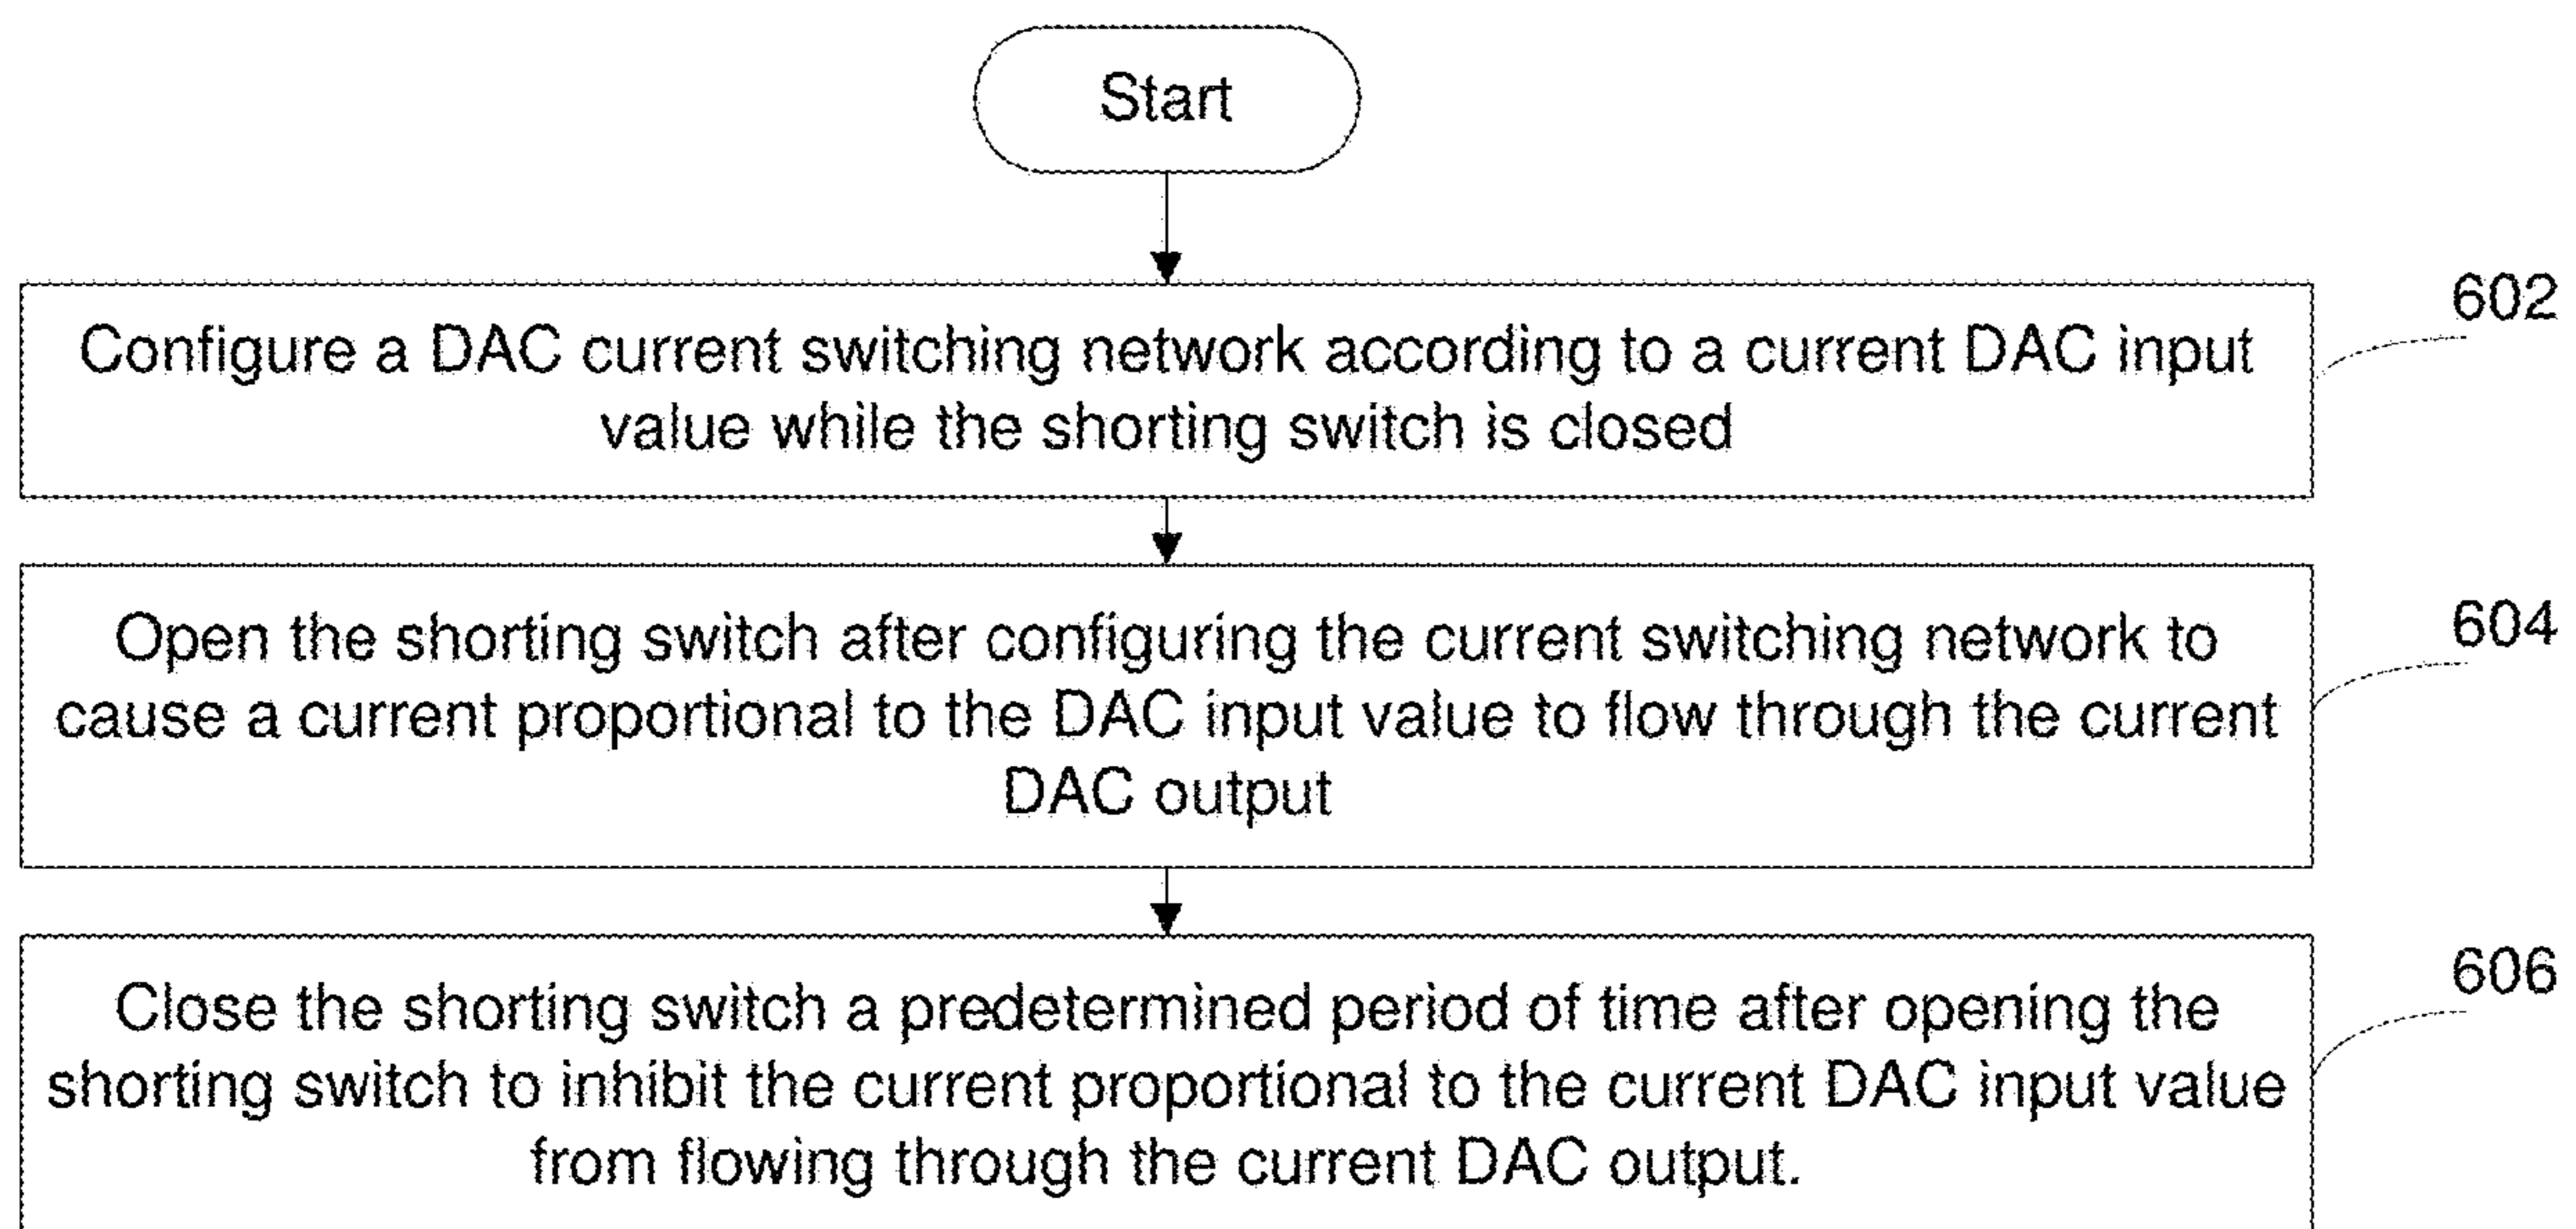 Start
602
Configure a DAC current switching network according to a current DAC input
value while the shorting switch is closed
604
Open the shorting switch after configuring the current switching network to
cause a current proportional to the DAC input value to flow through the current
DAC output
606
Close the shorting switch a predetermined period of time after opening the
shorting switch to inhibit the current proportional to the current DAC input value
from flowing through the current DAC output.